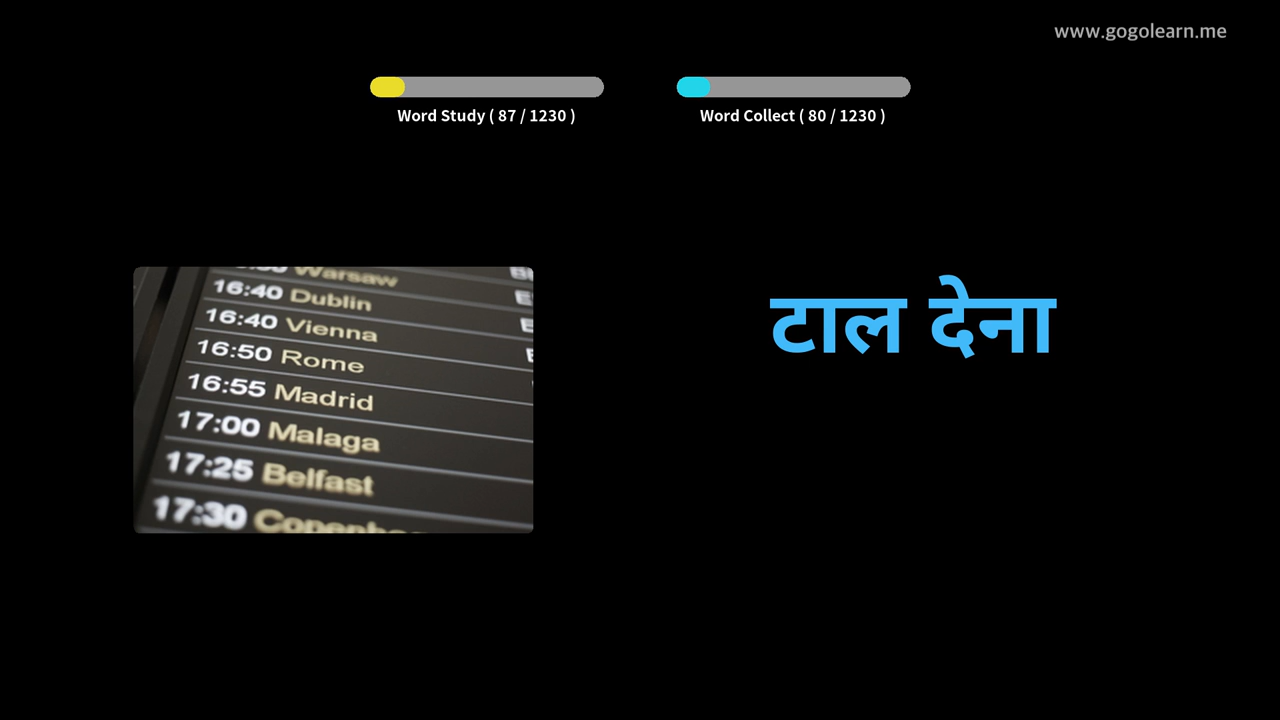 www.gogolearn.me
Word Study ( 87 / 1230 )
Word Collect ( 80 / 1230 )
Warsaw
16:40 Dublin
16:40 Vienna
16:50 Rome
16:55 Madrid
17:00 Malaga
17:25 Belfast
17:30
टाल देना